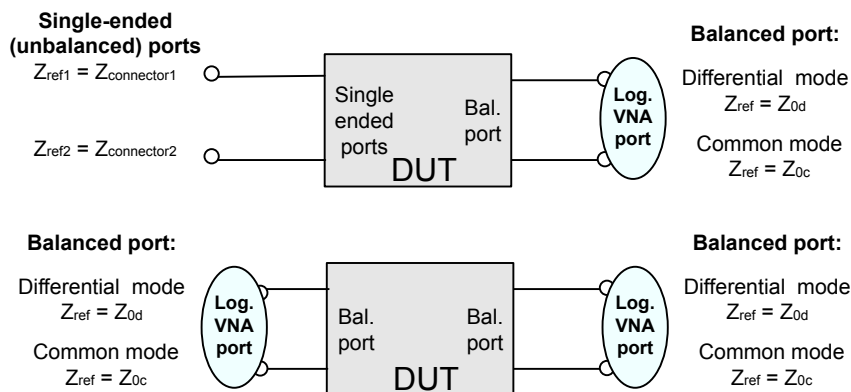 Single-ended
(unbalanced) ports
Zref1 = Zconnector1
Zref2 = Zconnector2
Single
ended
ports
Bal.
port
DUT
Log.
VNA
port
Balanced port:
Differential mode
Zref = Z0d
Common mode
Zref = Z0c
Balanced port:
Differential mode
Zref = Z0d
Common mode
Zref = Z0c
Log.
VNA
port
Bal.
port
Bal.
port
DUT
Log.
VNA
port
Balanced port:
Differential mode
Zref = Z0d
Common mode
Zref = Z0c